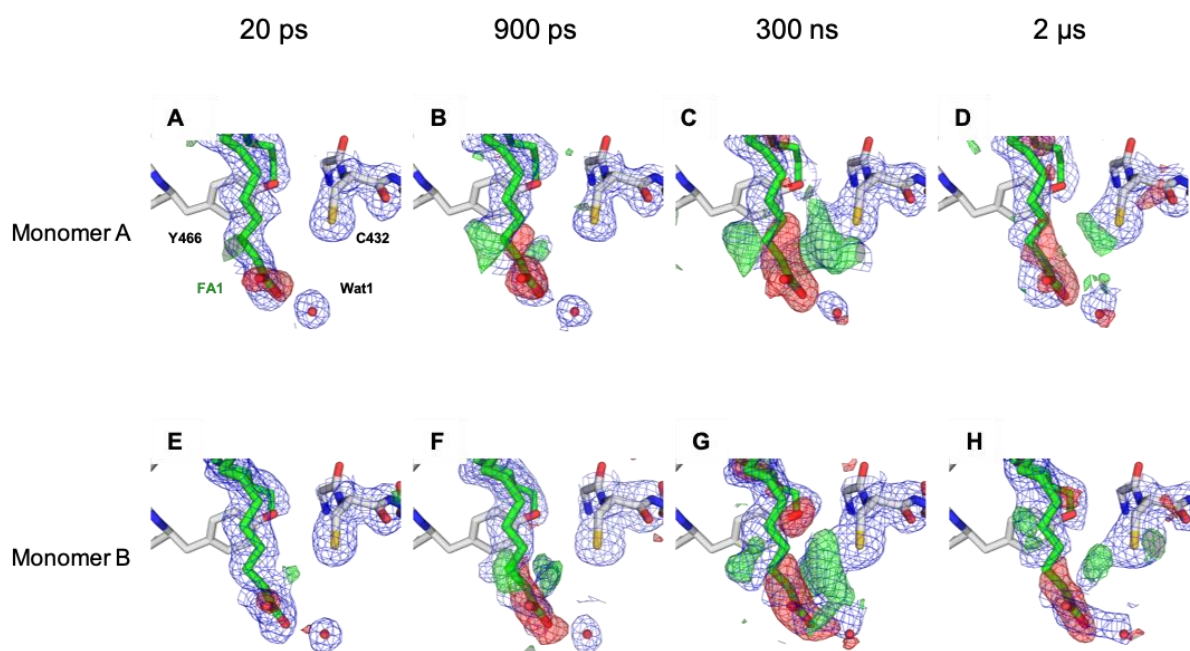 20 ps 900 ps 300 ns 2 µs
A B C D
Monomer A
Y466 C432
FA1 Wat1
E F G H
Monomer B